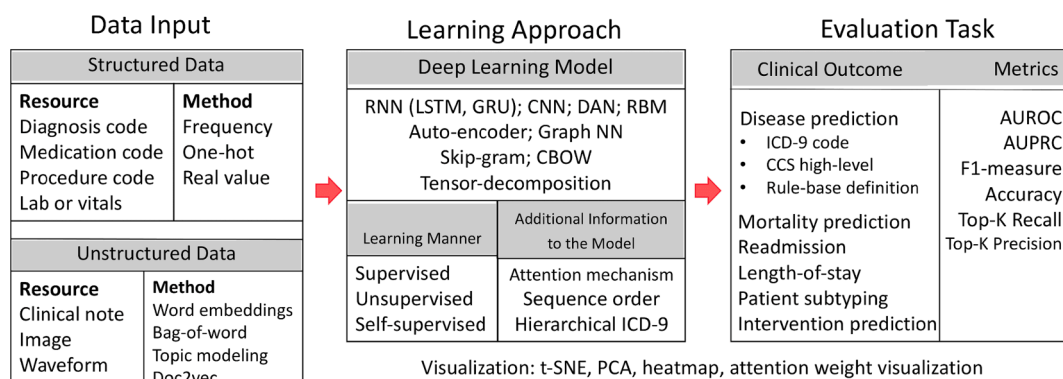 Data Input
Structured Data
Resource
Diagnosis code
Medication code
Procedure code
Lab or vitals
Method
Frequency
One-hot
Real value
Unstructured Data
Resource
Clinical note
Image
Waveform
Method
Word embeddings
Bag-of-word
Topic modeling
Doc2vec
Learning Approach
Deep Learning Model
RNN (LSTM, GRU); CNN; DAN; RBM
Auto-encoder; Graph NN
Skip-gram; CBOW
Tensor-decomposition
Learning Manner
Supervised
Unsupervised
Self-supervised
Additional Information
to the Model
Attention mechanism
Sequence order
Hierarchical ICD-9
Evaluation Task
Clinical Outcome
Disease prediction
• ICD-9 code
• CCS high-level
• Rule-base definition
Mortality prediction
Readmission
Length-of-stay
Patient subtyping
Intervention prediction
Metrics
AUROC
AUPRC
F1-measure
Accuracy
Top-K Recall
Top-K Precision
Visualization: t-SNE, PCA, heatmap, attention weight visualization